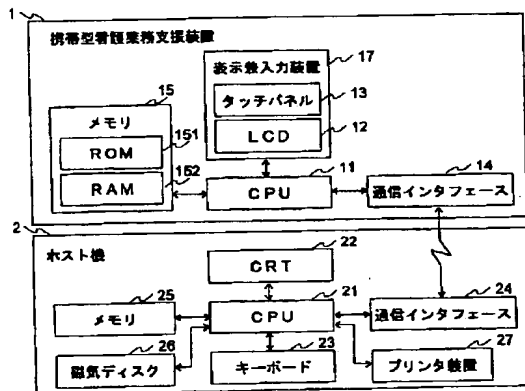 1
携帯型看護業務支援装置
15
メモリ
151
ROM
152
RAM
17
表示兼入力装置
13
タッチパネル
12
LCD
11
CPU
14
通信インタフェース
2
ホスト機
22
CRT
25
メモリ
21
CPU
24
通信インタフェース
26
磁気ディスク
23
キーボード
27
プリンタ装置